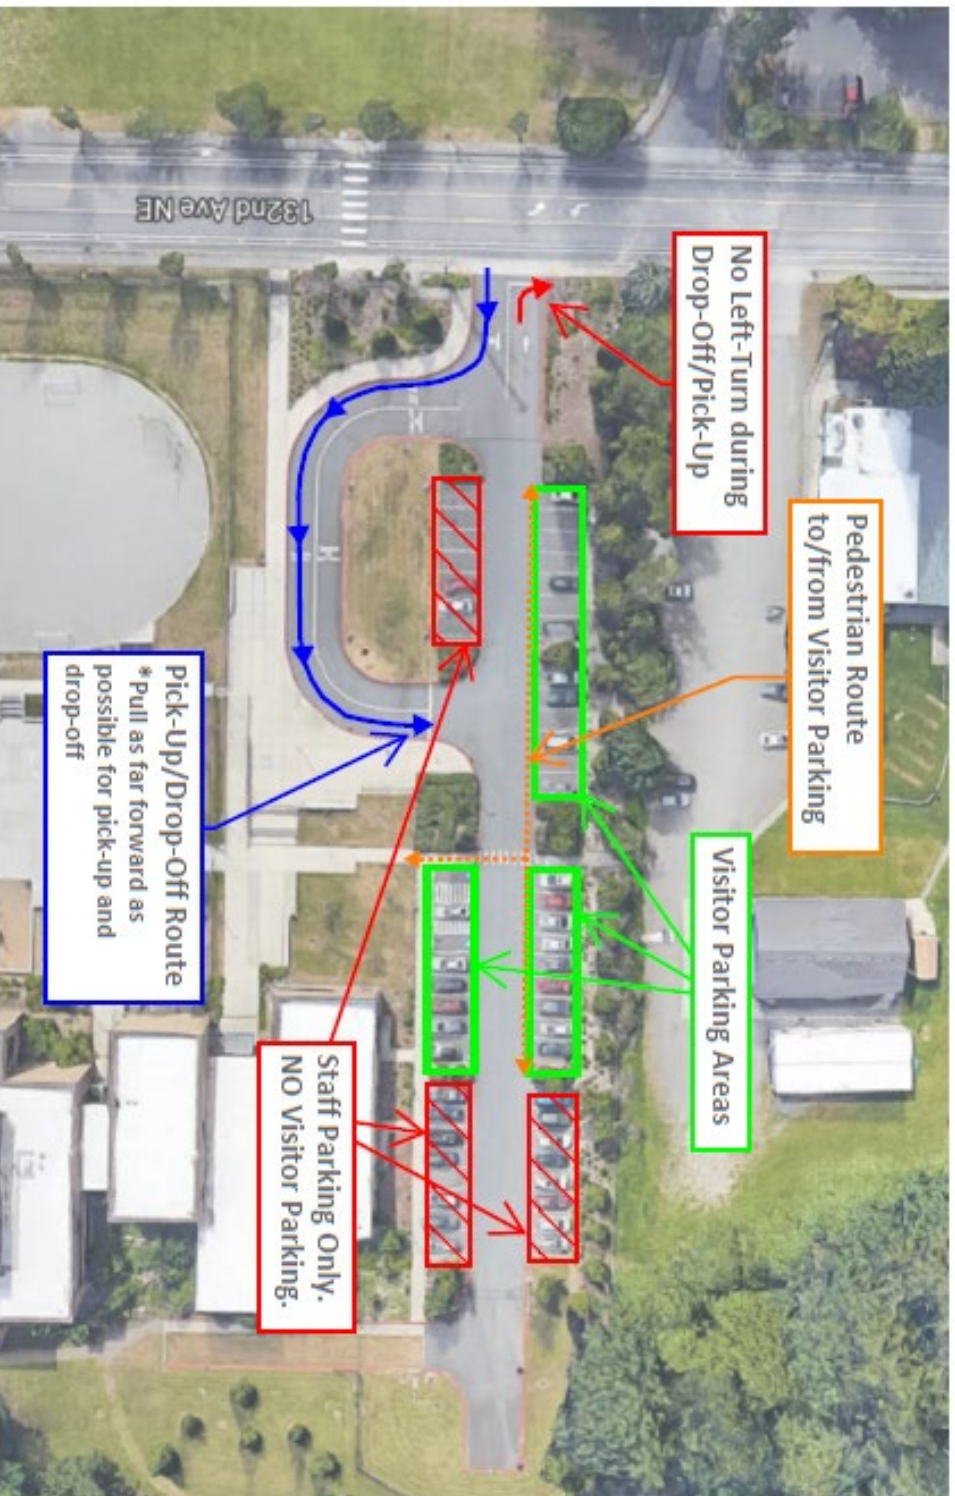 132nd Ave NE
No Left-Turn during
Drop-Off/Pick-Up
Pedestrian Route
to/from Visitor Parking
Visitor Parking Areas
Pick-Up/Drop-Off Route
*Pull as far forward as
possible for pick-up and
drop-off
Staff Parking Only.
NO Visitor Parking.